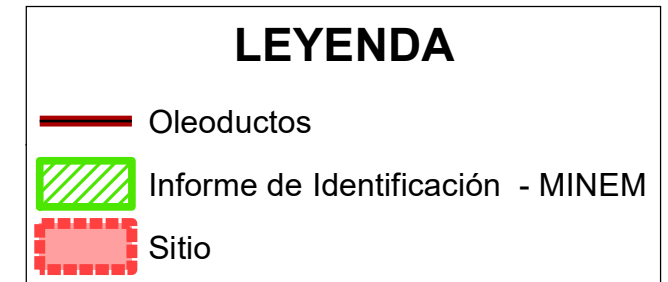 LEYENDA
Oleoductos
Informe de Identificación - MINEM
Sitio